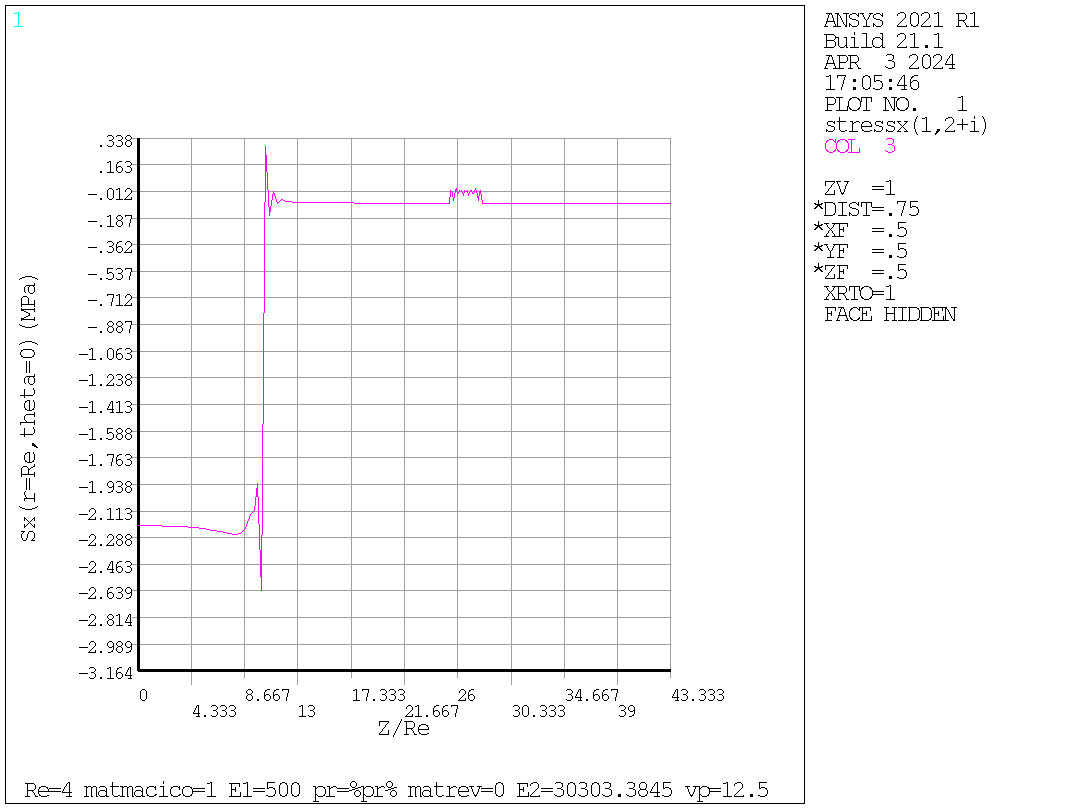 1
ANSYS 2021 R1
Build 21.1
APR  3 2024
17:05:46
PLOT NO.   1
stressx(1,2+i)
COL  3
ZV  =1
*DIST=.75
*XF  =.5
*YF  =.5
*ZF  =.5
XRTO=1
FACE HIDDEN
Sx(r=Re,theta=0)(MPa)
.338
.163
-.012
-.187
-.362
-.537
-.712
-.887
-1.063
-1.238
-1.413
-1.588
-1.763
-1.938
-2.113
-2.288
-2.463
-2.639
-2.814
-2.989
-3.164
0 8.667 17.333 26 34.667 43.333
4.333 13 21.667 30.333 39
Z/Re
Re=4 matmacico=1 E1=500 pr=%pr% matrev=0 E2=30303.3845 vp=12.5